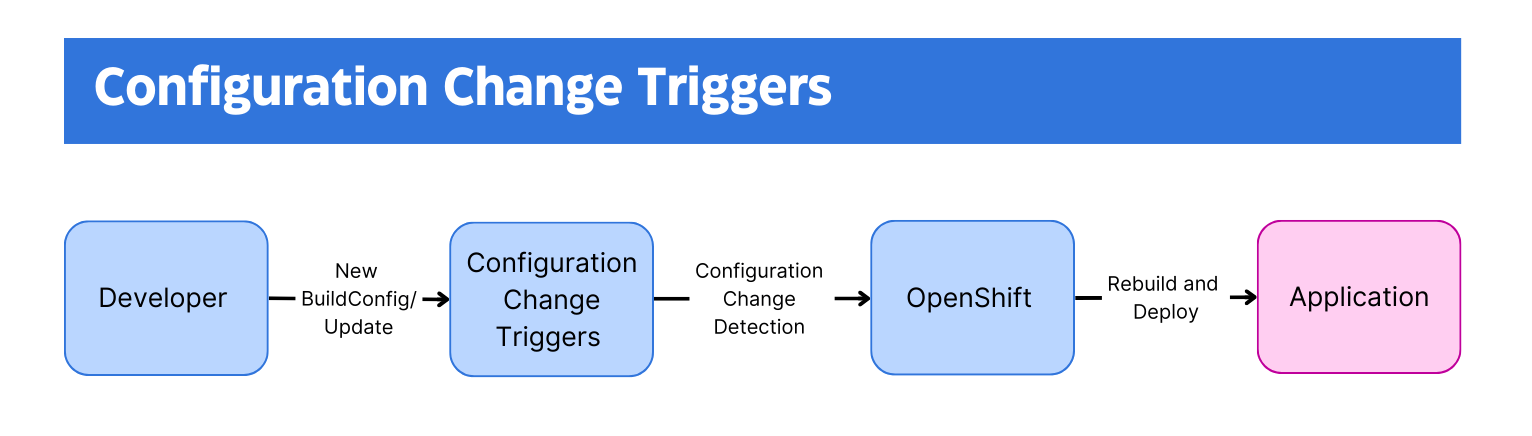 Configuration Change Triggers
Developer
New
BuildConfig/
Update
Configuration
Change
Triggers
Configuration
Change
Detection
OpenShift
Rebuild and
Deploy
Application